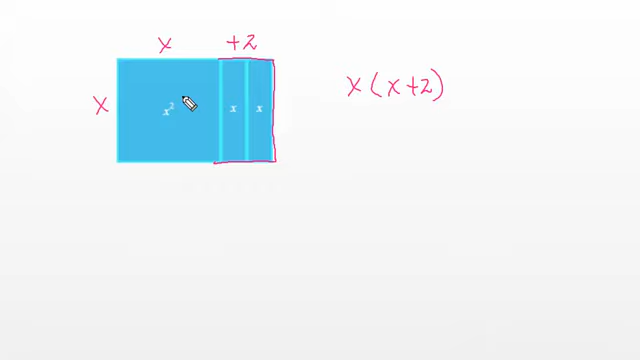 x +2
x x² x x x(x+2)